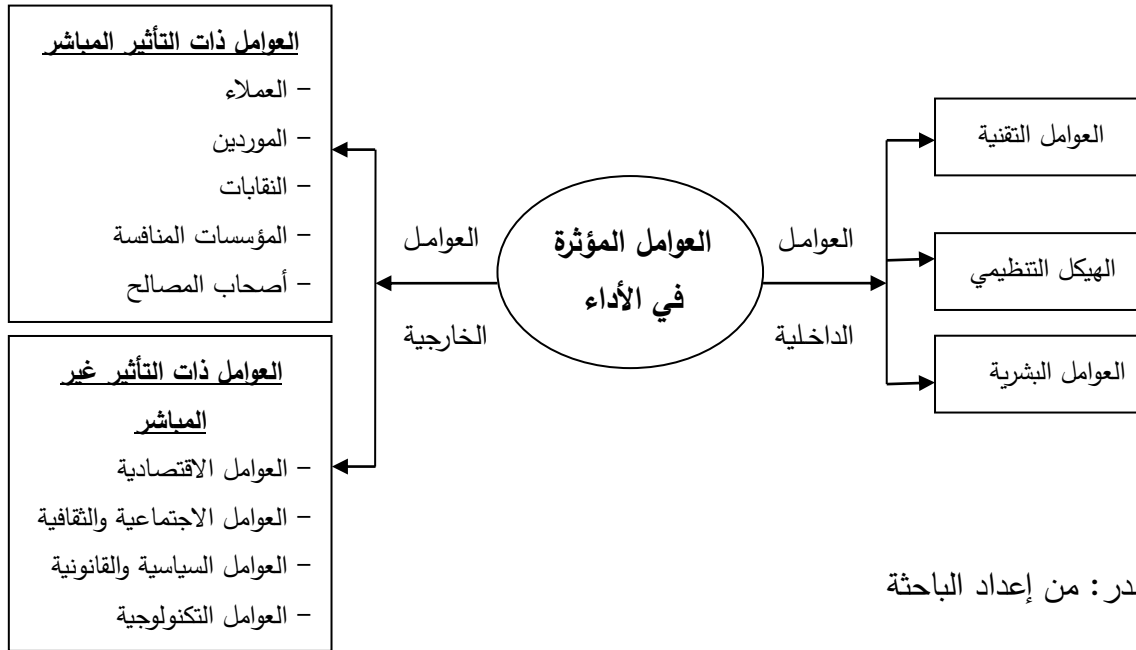 العوامل التقنية
الهيكل التنظيمي
العوامل البشرية
العوامل
الداخلية
العوامل المؤثرة
في الأداء
العوامل
الخارجية
العوامل ذات التأثير المباشر
- العملاء
- الموردين
- النقابات
- المؤسسات المنافسة
- أصحاب المصالح
العوامل ذات التأثير غير
المباشر
- العوامل الاقتصادية
- العوامل الاجتماعية والثقافية
- العوامل السياسية والقانونية
- العوامل التكنولوجية
در: من إعداد الباحثة